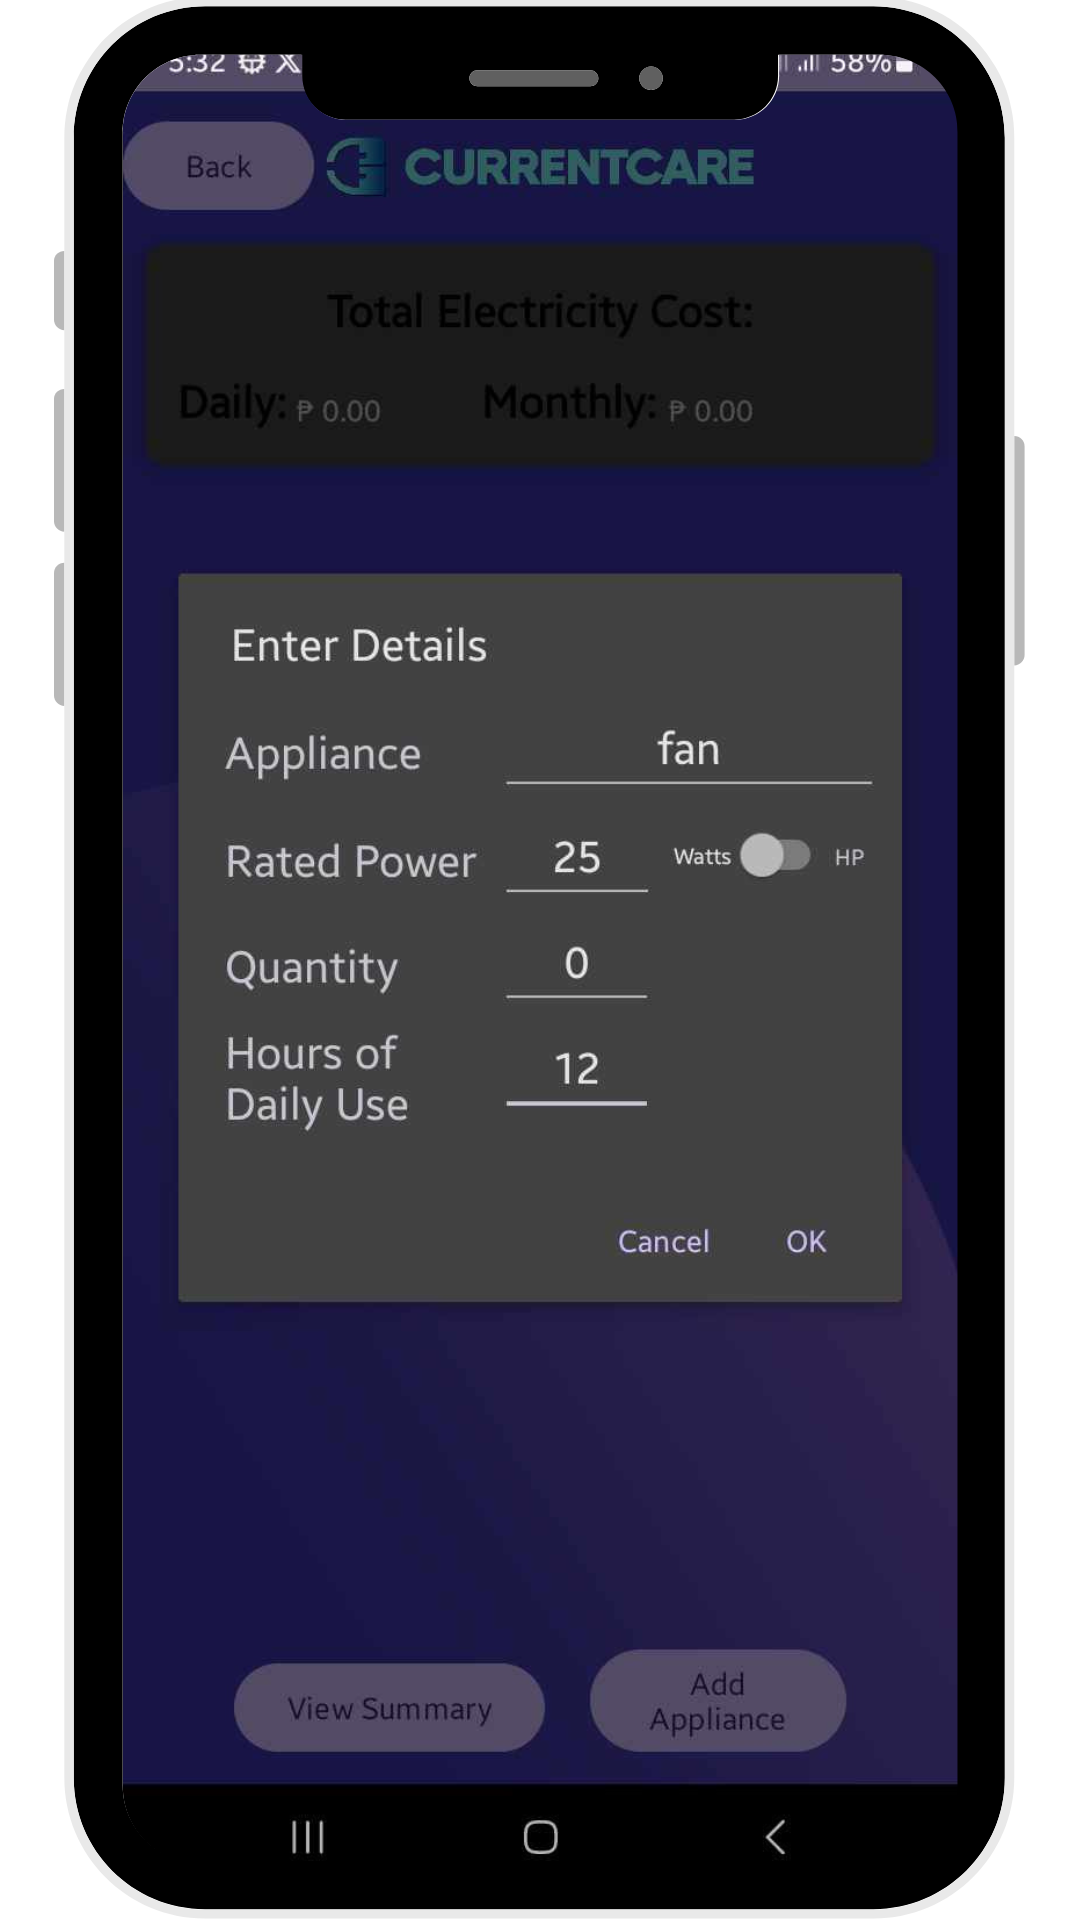 5:32 58%
Back CURRENTCARE
Total Electricity Cost:
Daily: ₱ 0.00 Monthly: ₱ 0.00
Enter Details
Appliance fan
Rated Power 25 Watts HP
Quantity 0
Hours of
Daily Use 12
Cancel OK
View Summary
Add
Appliance